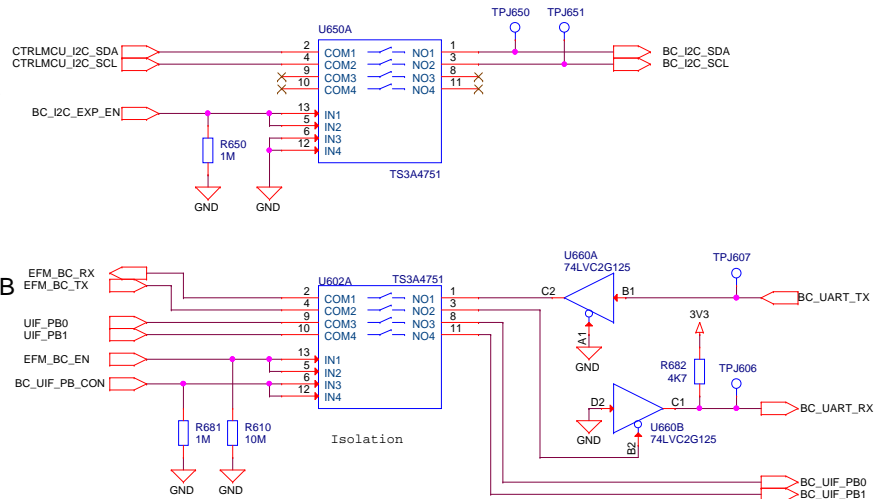 TPJ650 TPJ651
U650A
CTRLMCU_I2C_SDA 2 COM1 NO1 1 BC_I2C_SDA
CTRLMCU_I2C_SCL 4 COM2 NO2 3 BC_I2C_SCL
9 COM3 NO3 8
10 COM4 NO4 11
BC_I2C_EXP_EN 13 IN1
5 IN2
6 IN3
12 IN4
R650
1M
TS3A4751
GND GND
B
U602A TS3A4751
U660A
74LVC2G125
TPJ607
EFM_BC_RX 2 COM1 NO1 1 C2 B1 BC_UART_TX
EFM_BC_TX 4 COM2 NO2 3
UIF_PB0 9 COM3 NO3 8
UIF_PB1 10 COM4 NO4 11
A1
GND
3V3
EFM_BC_EN 13 IN1
5 IN2
BC_UIF_PB_CON 6 IN3
12 IN4
R682
4K7
TPJ606
D2 C1 BC_UART_RX
GND
B2
U660B
74LVC2G125
R681
1M
R610
10M
Isolation
GND GND
BC_UIF_PB0
BC_UIF_PB1